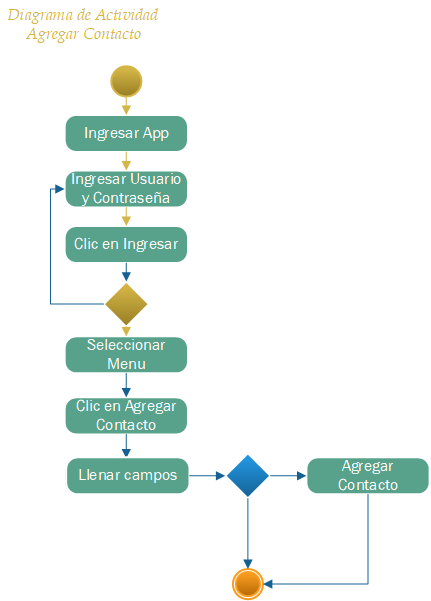 Diagrama de Actividad
Agregar Contacto
Ingresar App
Ingresar Usuario
y Contraseña
Clic en Ingresar
Seleccionar
Menu
Clic en Agregar
Contacto
Llenar campos
Agregar
Contacto